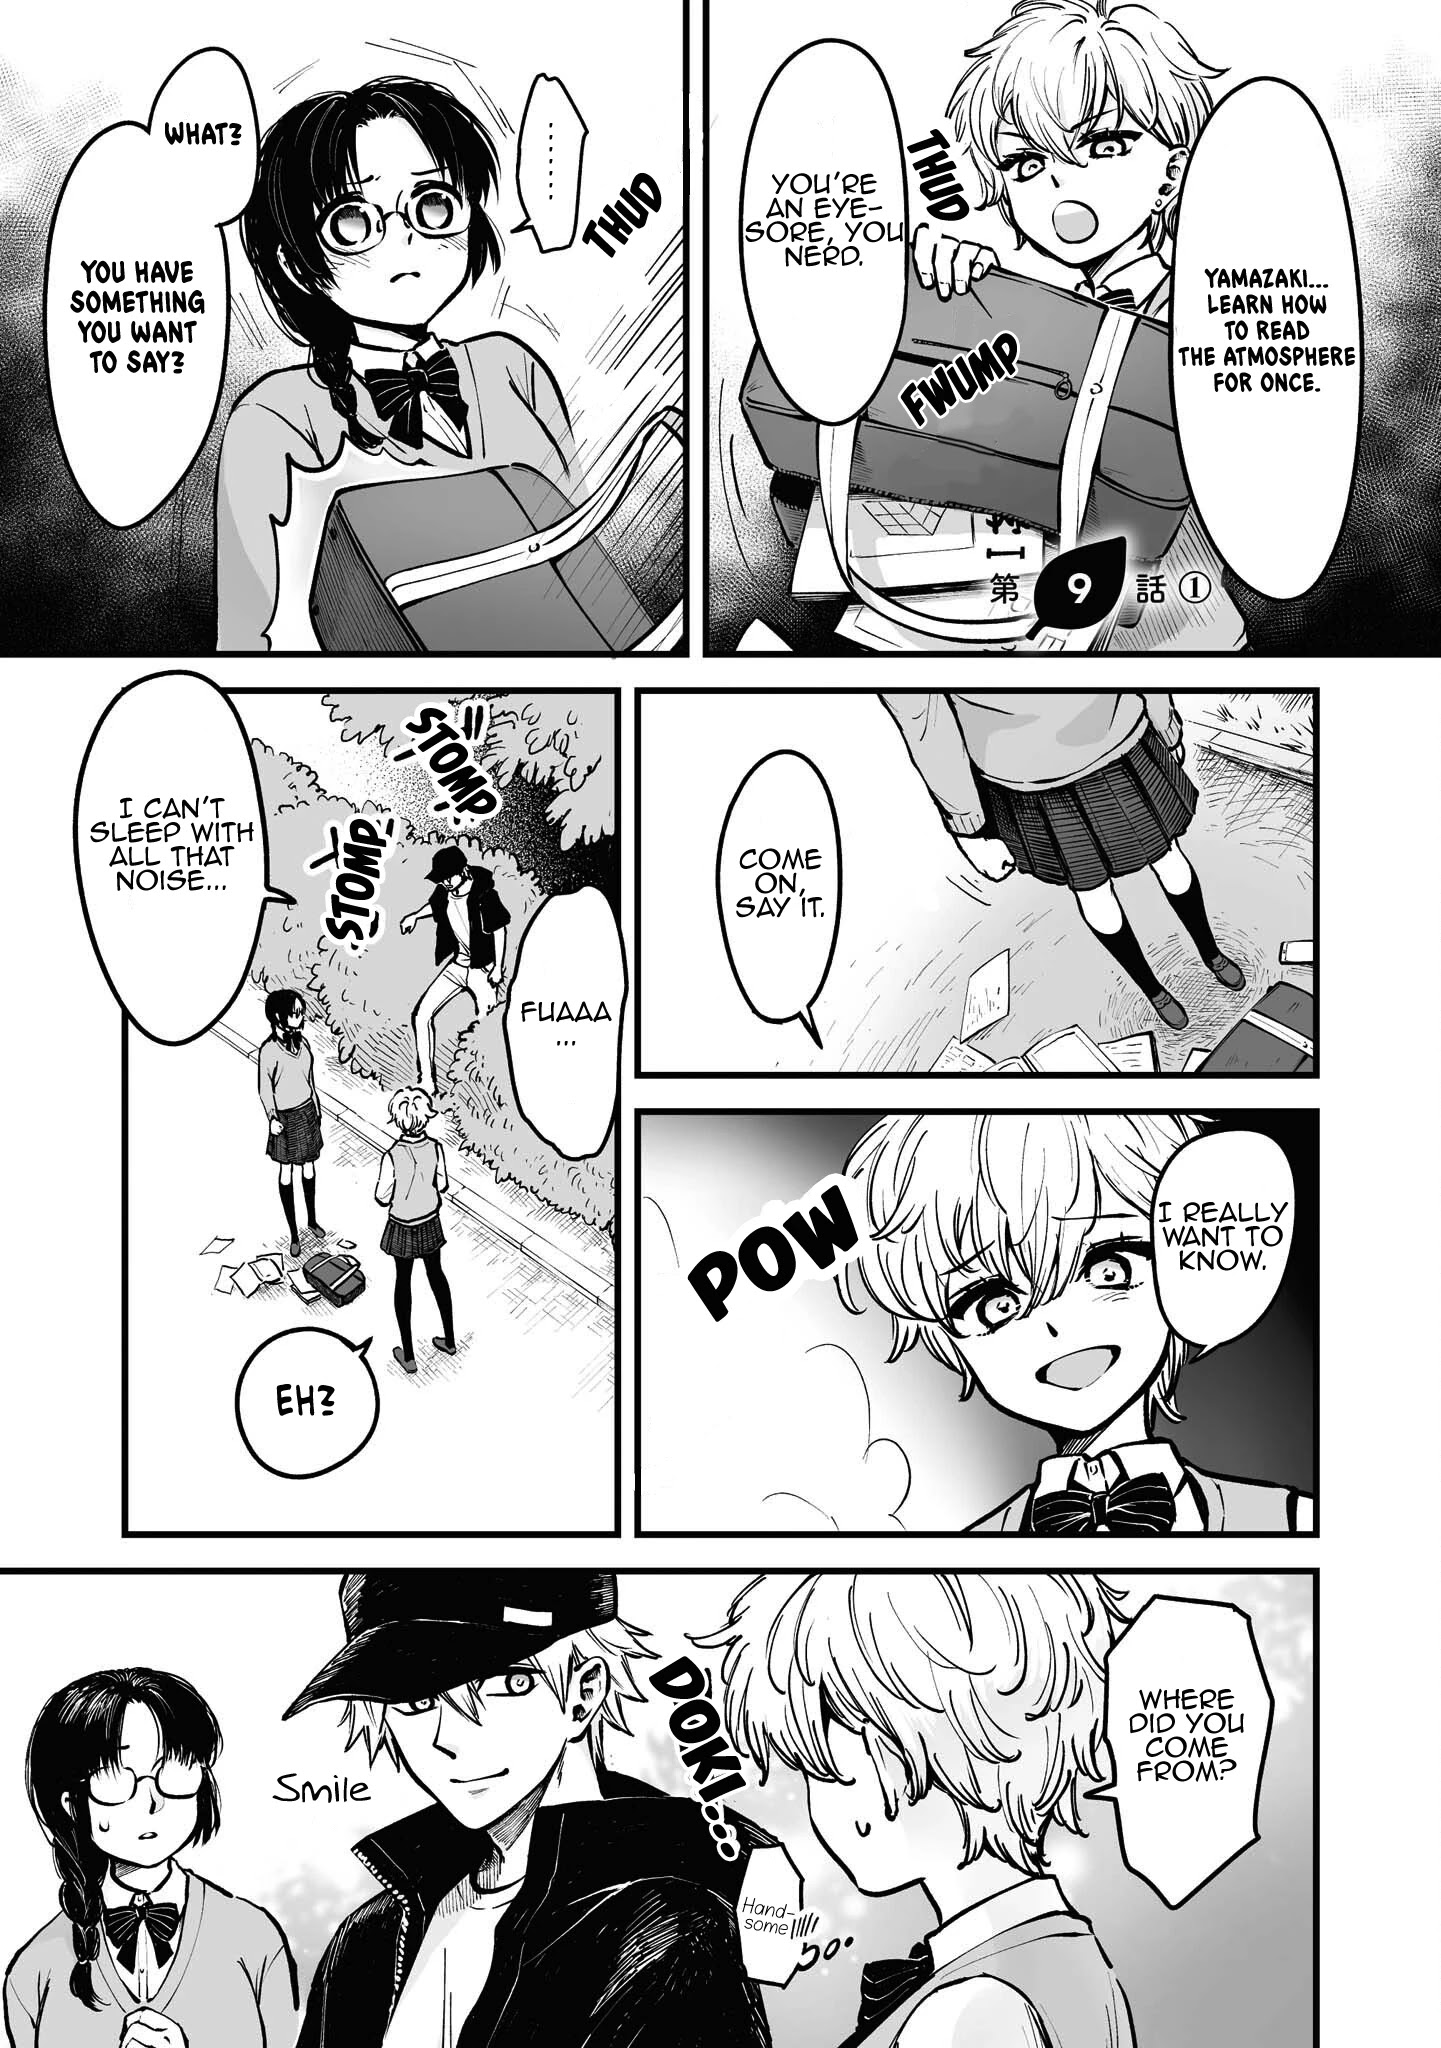 YAMAZAKI...
LEARN HOW
TO READ
THE ATMOSPHERE
FOR ONCE.
THUD
YOU'RE
AN EYE-
SORE, YOU
NERD.
FWUMP
第9話①
THUD
.......
WHAT?
YOU HAVE
SOMETHING
YOU WANT
TO SAY?
COME
ON,
SAY IT.
I REALLY
WANT TO
KNOW.
POW
STOMP
STOMP
FUAAA
...
I CAN'T
SLEEP WITH
ALL THAT
NOISE...
EH?
WHERE
DID YOU
COME
FROM?
DOKI...
Hand-
some
Smile